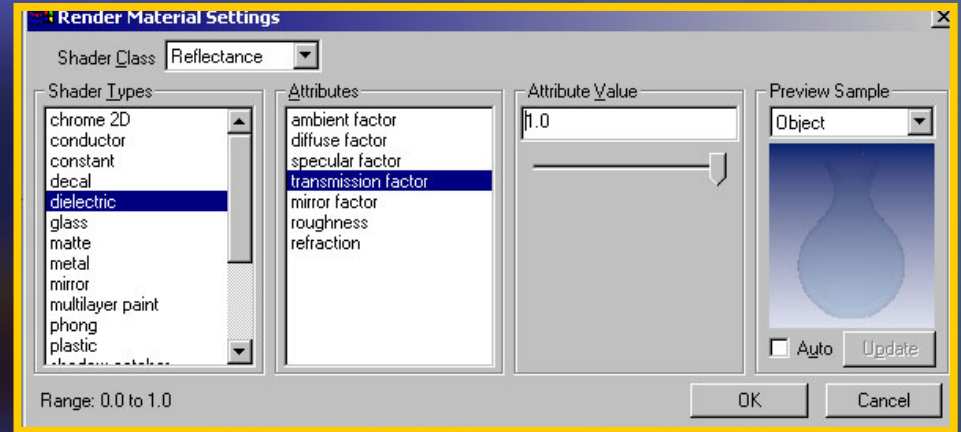 Render Material Settings
Shader Class Reflectance
Shader Types
chrome 2D
conductor
constant
decal
dielectric
glass
matte
metal
mirror
multilayer paint
phong
plastic
Attributes
ambient factor
diffuse factor
specular factor
transmission factor
mirror factor
roughness
refraction
Attribute Value
1.0
Preview Sample
Object
Auto Update
Range: 0.0 to 1.0
OK Cancel